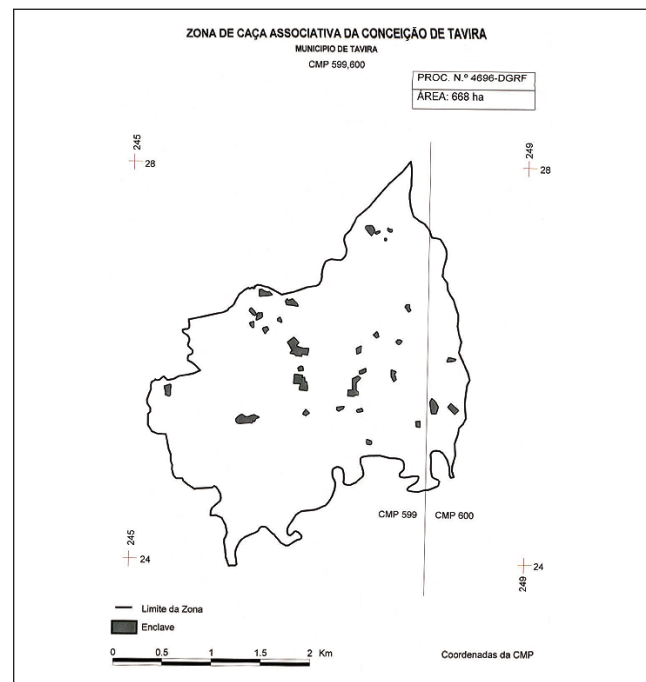 ZONA DE CAÇA ASSOCIATIVA DA CONCEIÇÃO DE TAVIRA
MUNICIPIO DE TAVIRA
CMP 599,600
PROC. N.º 4696-DGRF
ÁREA: 668 ha
245
28
249
28
CMP 599
CMP 600
245
24
249
24
Limite da Zona
Enclave
0 0.5 1 1.5 2 Km
Coordenadas da CMP